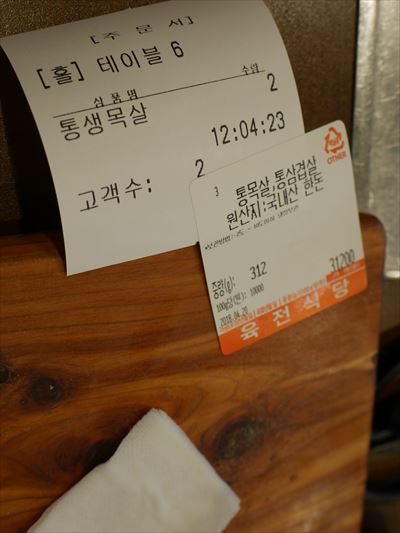 [주 문 서]
[홀] 테이블 6
상품명 수량
통생목살 2
12:04:23
고객수: 2
OTHER
3
통목살,통삼겹살
원산지:국내산 한돈
중량(g): 312
31200
100g당(원): 10000
2018.04.20
육전식당